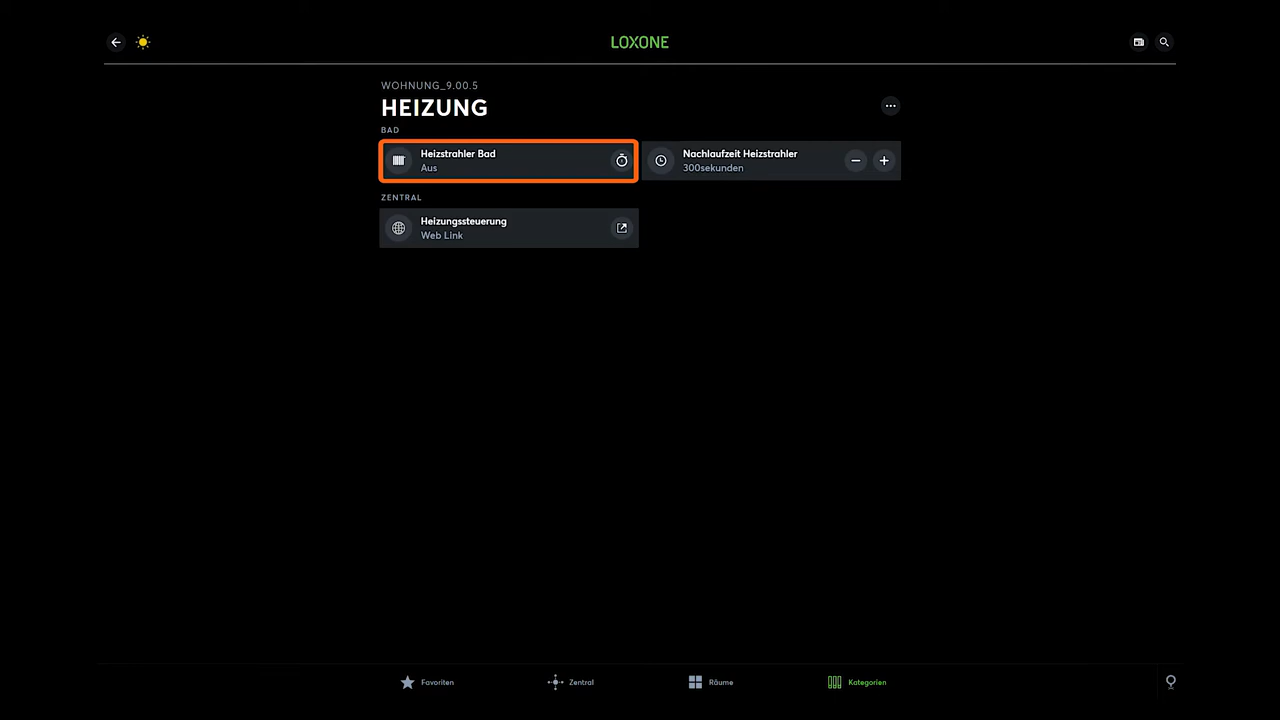 LOXONE
WOHNUNG_9.00.5
HEIZUNG
BAD
Heizstrahler Bad
Aus
Nachlaufzeit Heizstrahler
300sekunden
ZENTRAL
Heizungssteuerung
Web Link
Favoriten
Zentral
Räume
Kategorien